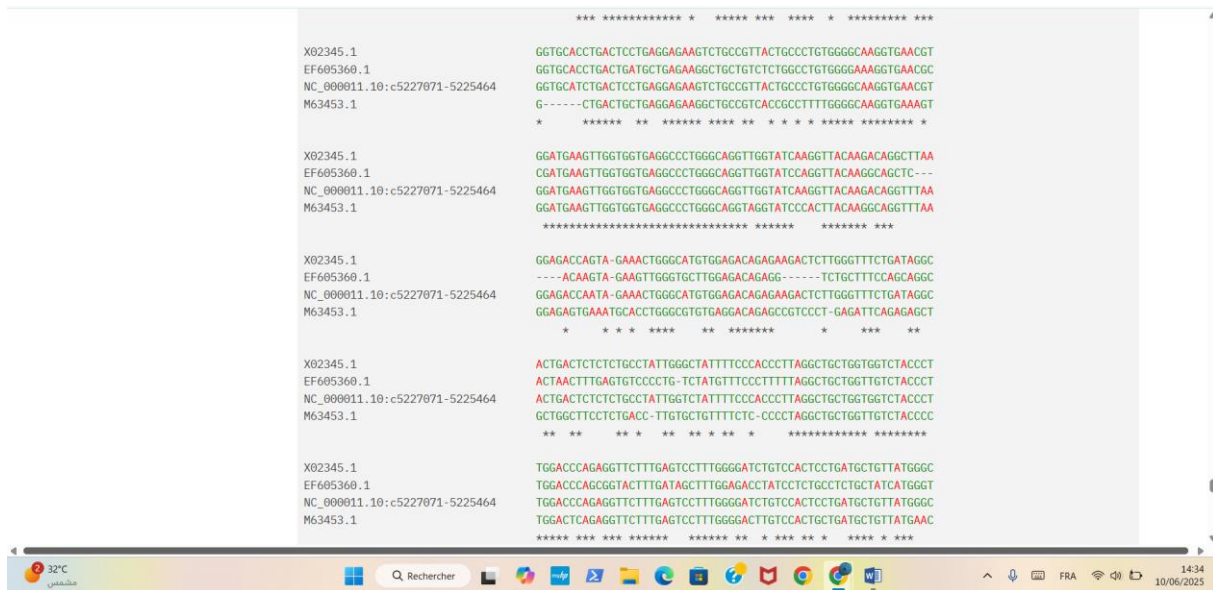 *** ************ * ***** *** **** * ********* ***
X02345.1 GGTGCACCTGACTCCTGAGGAGAAGTCTGCCGTTACTGCCCTGTGGGGCAAGGTGAACGT
EF605360.1 GGTGCACCTGACTGATGCTGAGAAGGCTGCTGTCTCTGGCCTGTGGGGAAAGGTGAACGC
NC_000011.10:c5227071-5225464 GGTGCATCTGACTCCTGAGGAGAAGTCTGCCGTTACTGCCCTGTGGGGCAAGGTGAACGT
M63453.1 G------CTGACTGCTGAGGAGAAGGCTGCCGTCACCGCCTTTTGGGGCAAGGTGAAAGT
* ****** ** ****** **** ** * * * * ***** ******** *
X02345.1 GGATGAAGTTGGTGGTGAGGCCCTGGGCAGGTTGGTATCAAGGTTACAAGACAGGCTTAA
EF605360.1 CGATGAAGTTGGTGGTGAGGCCCTGGGCAGGTTGGTATCCAGGTTACAAGGCAGCTC---
NC_000011.10:c5227071-5225464 GGATGAAGTTGGTGGTGAGGCCCTGGGCAGGTTGGTATCAAGGTTACAAGACAGGTTTAA
M63453.1 GGATGAAGTTGGTGGTGAGGCCCTGGGCAGGTAGGTATCCCACTTACAAGGCAGGTTTAA
******************************* ****** ******* ***
X02345.1 GGAGACCAGTA-GAAACTGGGCATGTGGAGACAGAGAAGACTCTTGGGTTTCTGATAGGC
EF605360.1 ----ACAAGTA-GAAGTTGGGTGCTTGGAGACAGAGG------TCTGCTTTCCAGCAGGC
NC_000011.10:c5227071-5225464 GGAGACCAATA-GAAACTGGGCATGTGGAGACAGAGAAGACTCTTGGGTTTCTGATAGGC
M63453.1 GGAGAGTGAAATGCACCTGGGCGTGTGAGGACAGAGCCGTCCCT-GAGATTCAGAGAGCT
* * * * **** ** ******* * *** **
X02345.1 ACTGACTCTCTCTGCCTATTGGGCTATTTTCCCACCCTTAGGCTGCTGGTGGTCTACCCT
EF605360.1 ACTAACTTTGAGTGTCCCCTG-TCTATGTTTCCCTTTTTAGGCTGCTGGTTGTCTACCCT
NC_000011.10:c5227071-5225464 ACTGACTCTCTCTGCCTATTGGTCTATTTTCCCACCCTTAGGCTGCTGGTGGTCTACCCT
M63453.1 GCTGGCTTCCTCTGACC-TTGTGCTGTTTTCTC-CCCCTAGGCTGCTGGTTGTCTACCCC
** ** ** * ** ** * ** * ************ ********
X02345.1 TGGACCCAGAGGTTCTTTGAGTCCTTTGGGGATCTGTCCACTCCTGATGCTGTTATGGGC
EF605360.1 TGGACCCAGCGGTACTTTGATAGCTTTGGAGACCTATCCTCTGCCTCTGCTATCATGGGT
NC_000011.10:c5227071-5225464 TGGACCCAGAGGTTCTTTGAGTCCTTTGGGGATCTGTCCACTCCTGATGCTGTTATGGGC
M63453.1 TGGACTCAGAGGTTCTTTGAGTCCTTTGGGGACTTGTCCACTGCTGATGCTGTTATGAAC
***** *** *** ****** ****** ** * *** ** * **** * ***
2
32°C
مشمس
Rechercher
FRA
14:34
10/06/2025